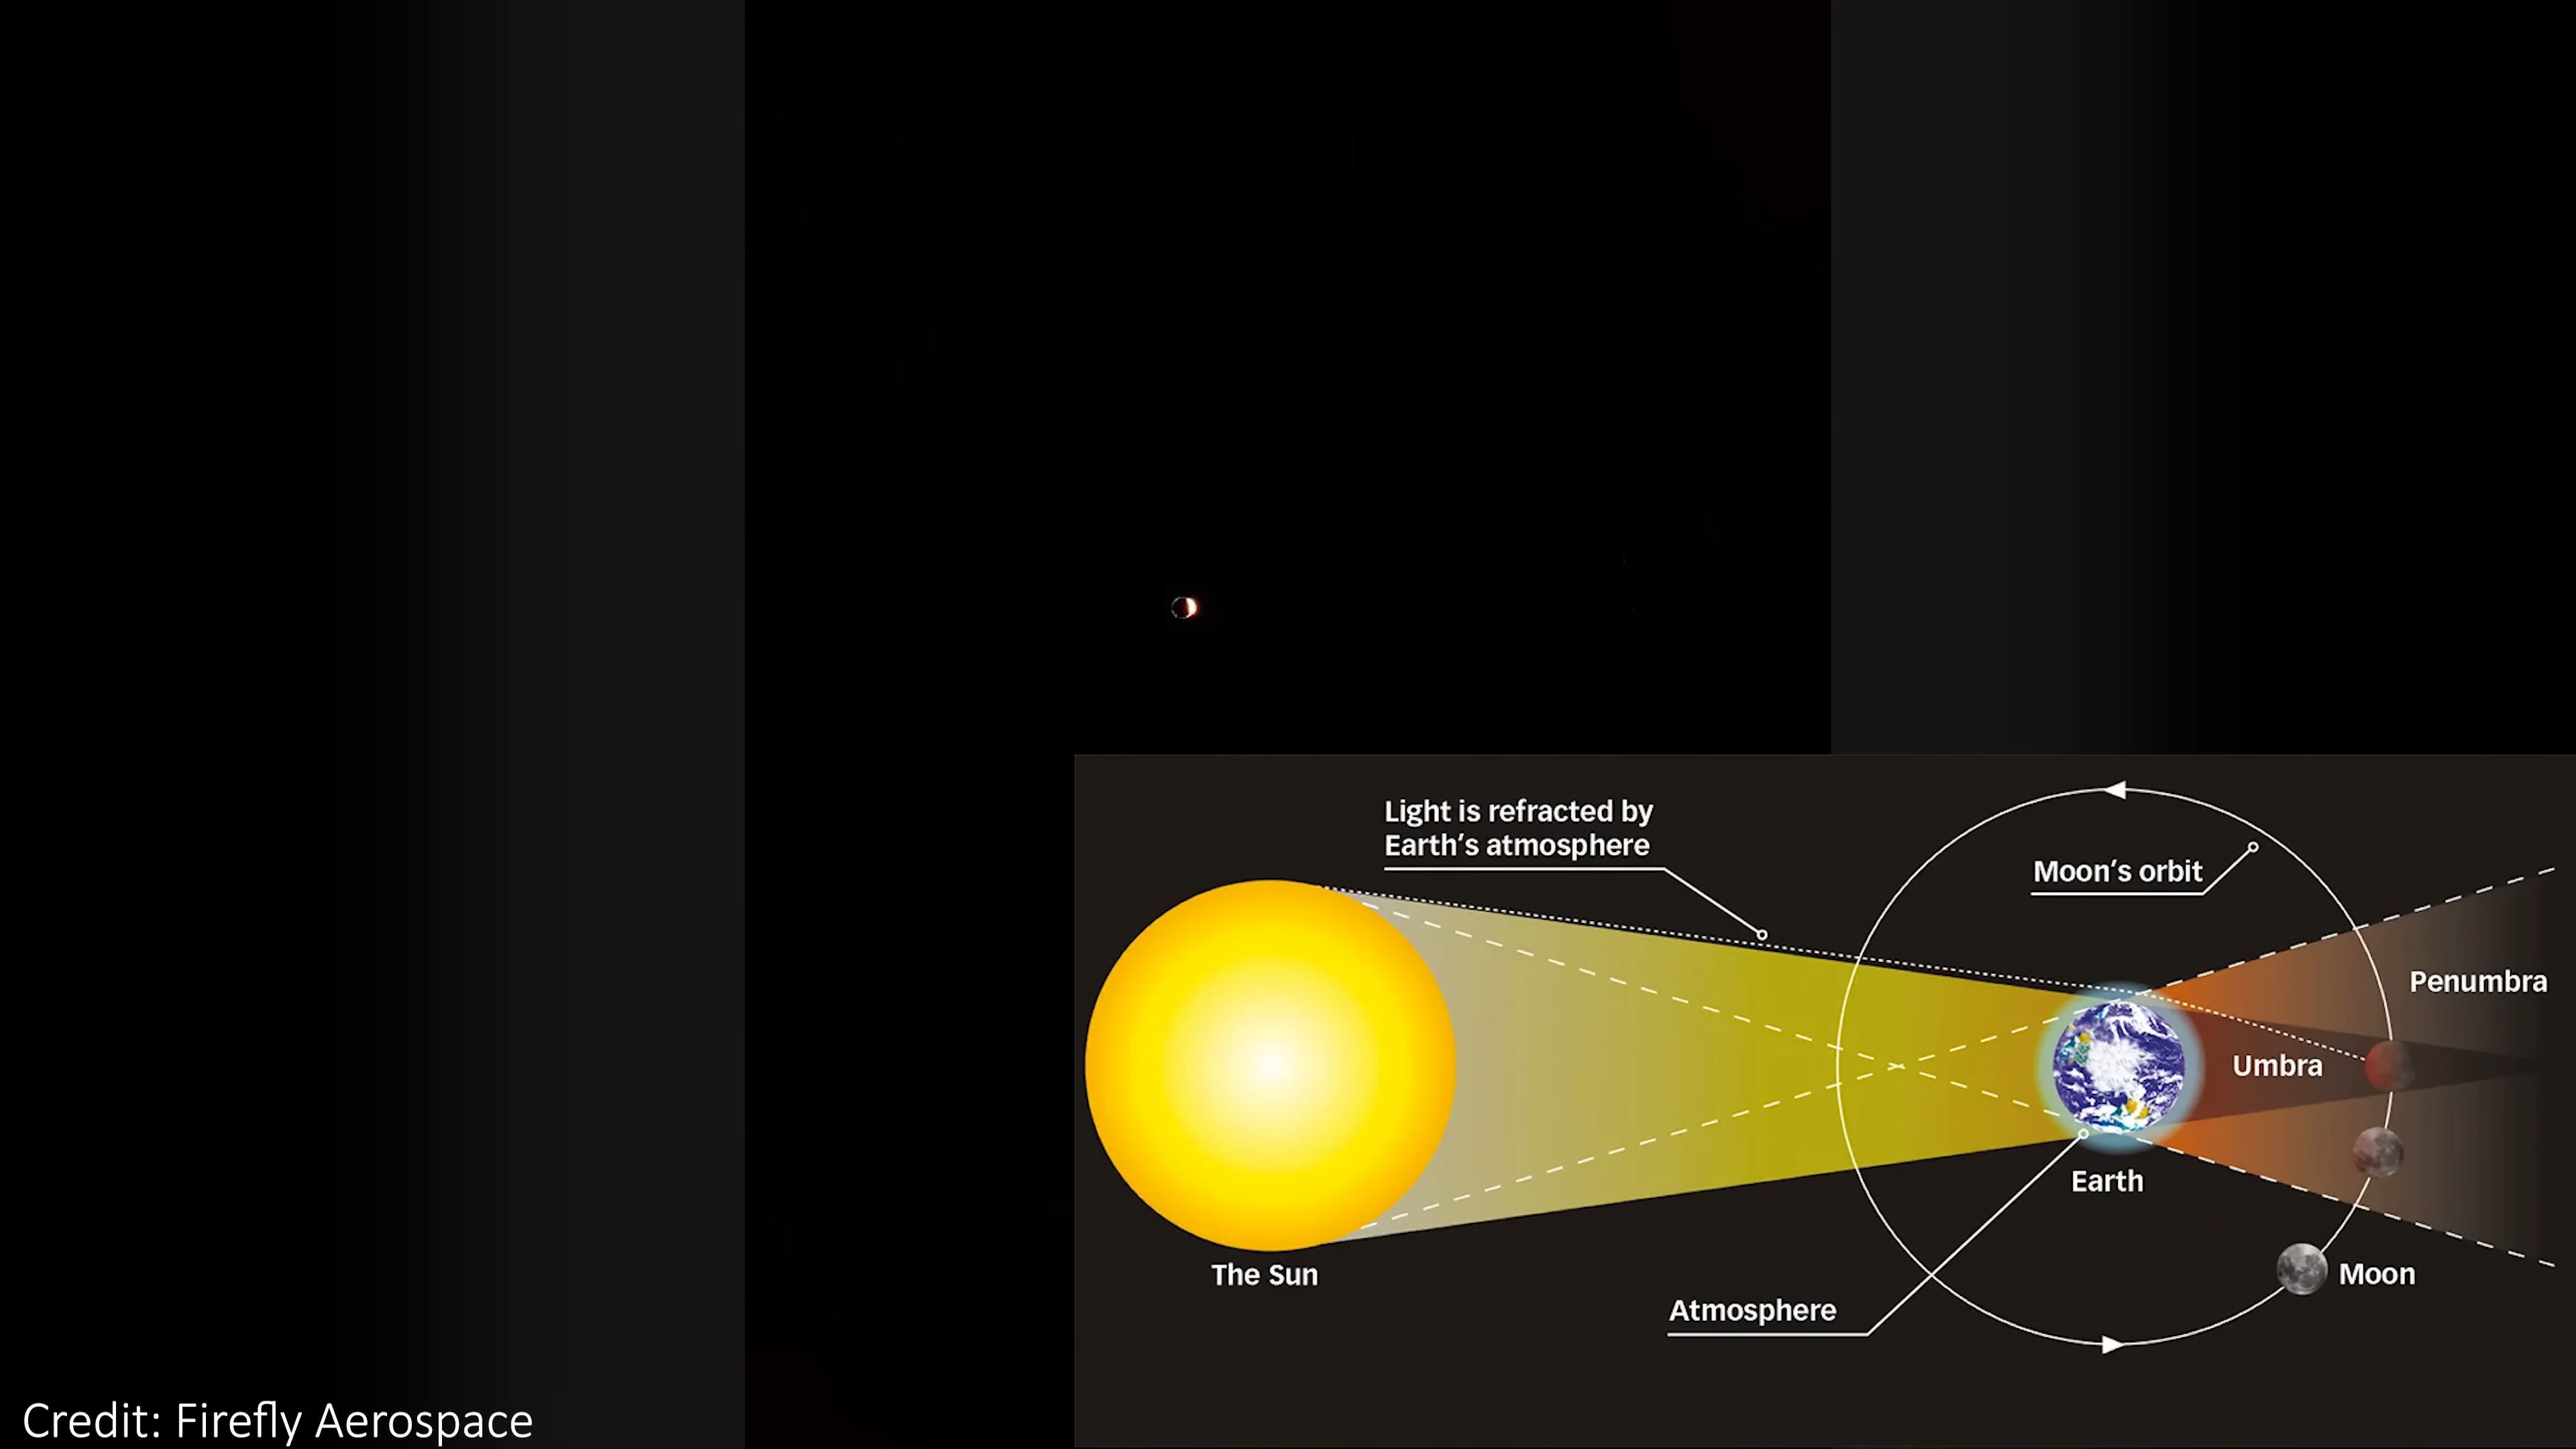 Light is refracted by
Earth's atmosphere
Moon's orbit
Penumbra
Umbra
Earth
The Sun
Moon
Atmosphere
Credit: Firefly Aerospace